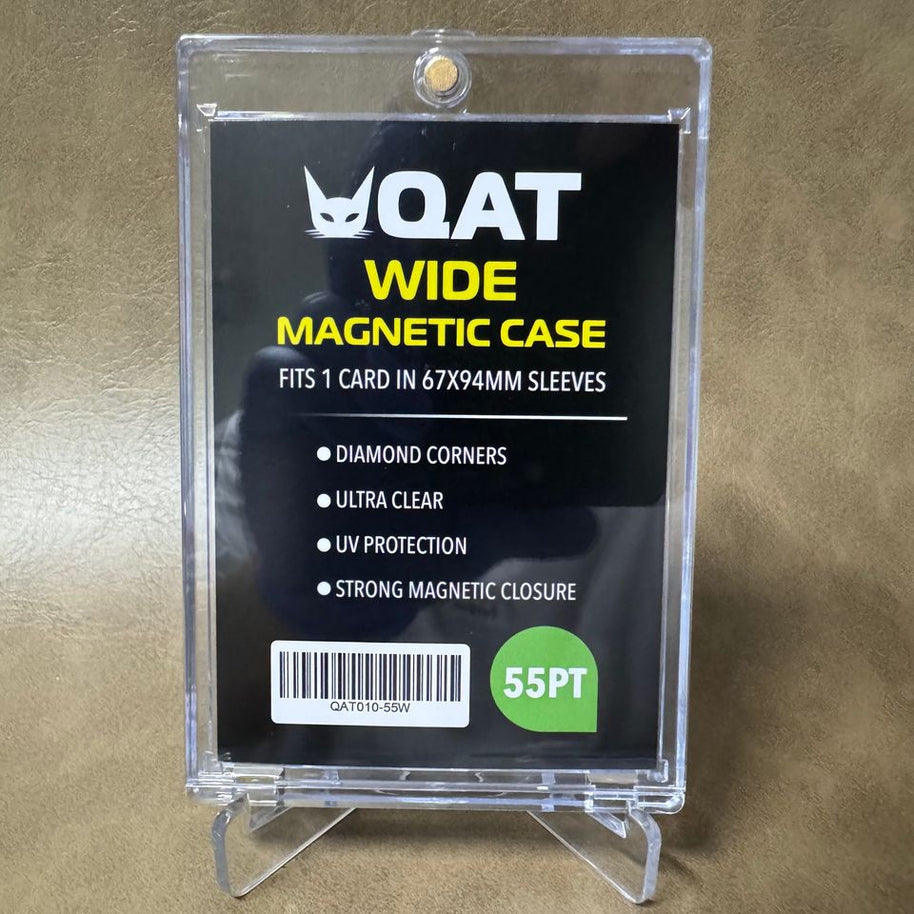 QAT
WIDE
MAGNETIC CASE
FITS 1 CARD IN 67X94MM SLEEVES
DIAMOND CORNERS
ULTRA CLEAR
UV PROTECTION
STRONG MAGNETIC CLOSURE
QAT010-55W
55PT